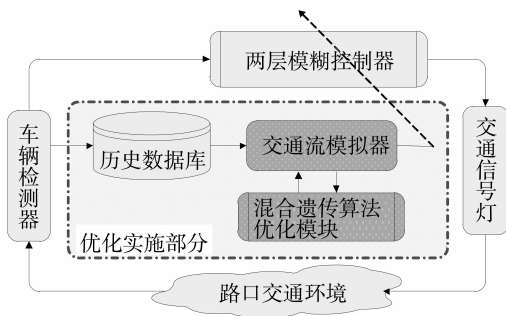 两层模糊控制器
车辆检测器
历史数据库
交通流模拟器
交通信号灯
混合遗传算法
优化模块
优化实施部分
路口交通环境